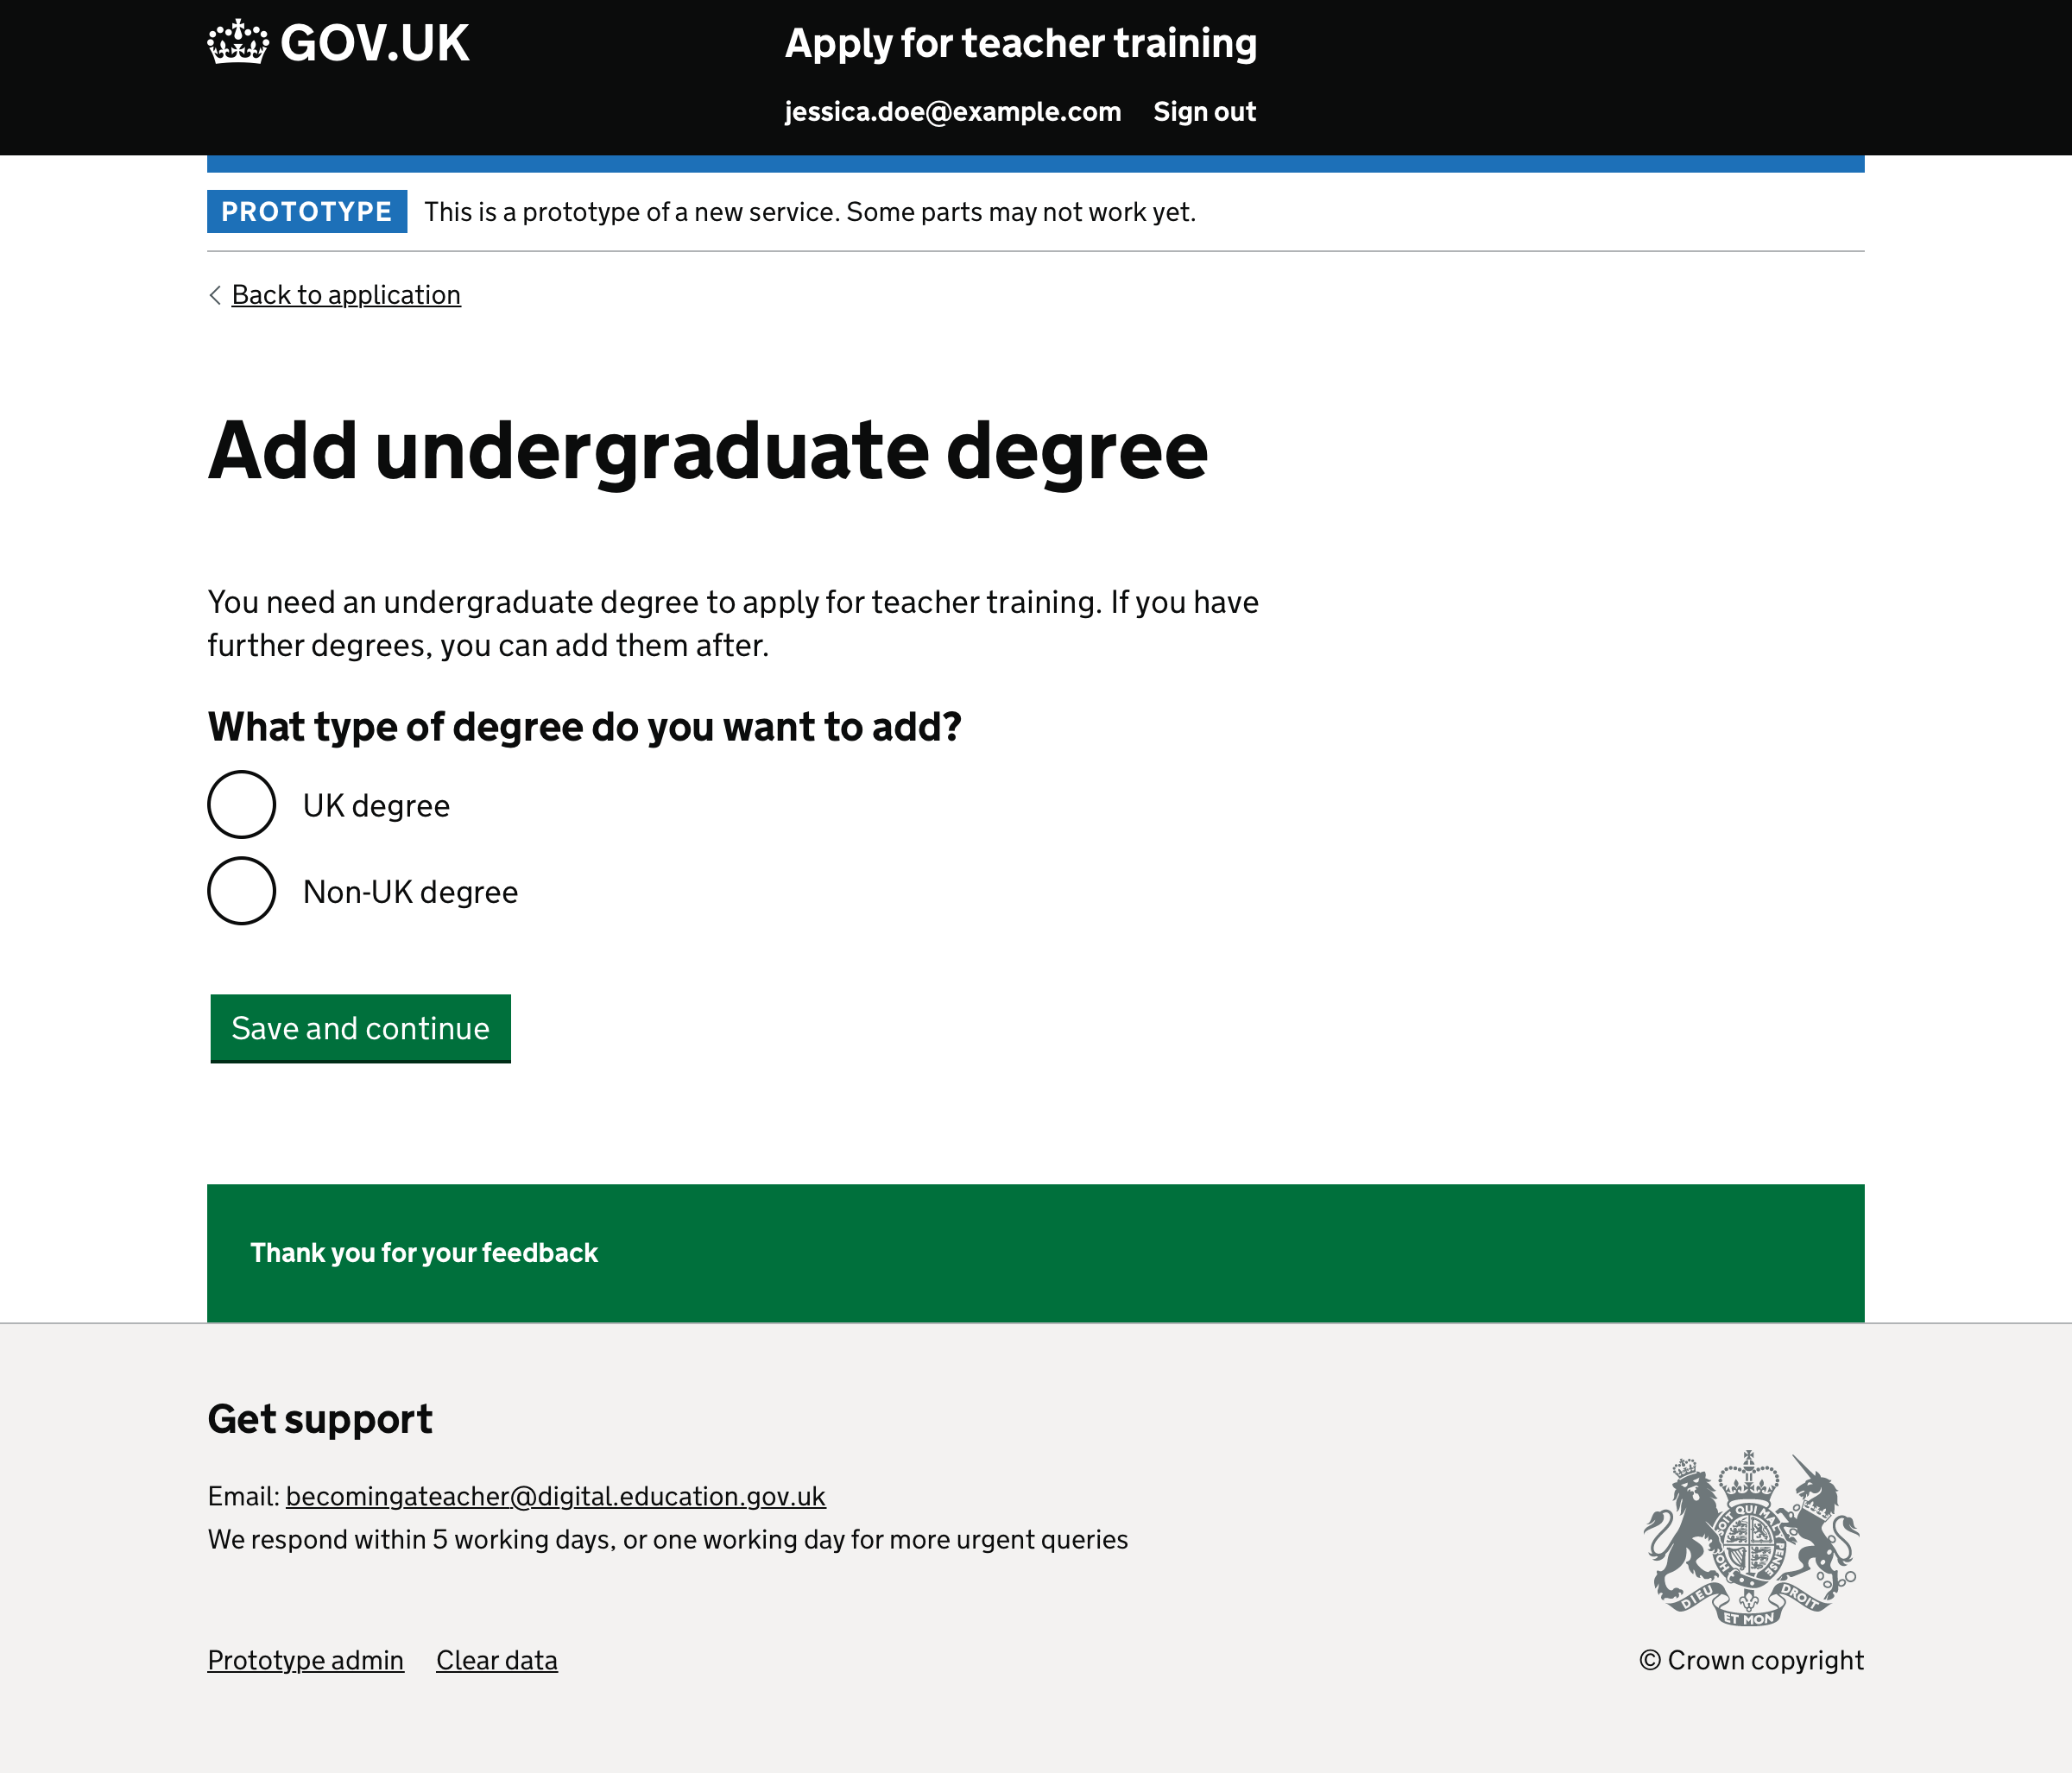 GOV.UK
Apply for teacher training
jessica.doe@example.com Sign out
PROTOTYPE This is a prototype of a new service. Some parts may not work yet.
Back to application
Add undergraduate degree
You need an undergraduate degree to apply for teacher training. If you have
further degrees, you can add them after.
What type of degree do you want to add?
UK degree
Non-UK degree
Save and continue
Thank you for your feedback
Get support
Email: becomingateacher@digital.education.gov.uk
We respond within 5 working days, or one working day for more urgent queries
SOIT QUI MAL Y PENSE
DIEU ET MON DROIT
Prototype admin Clear data
© Crown copyright